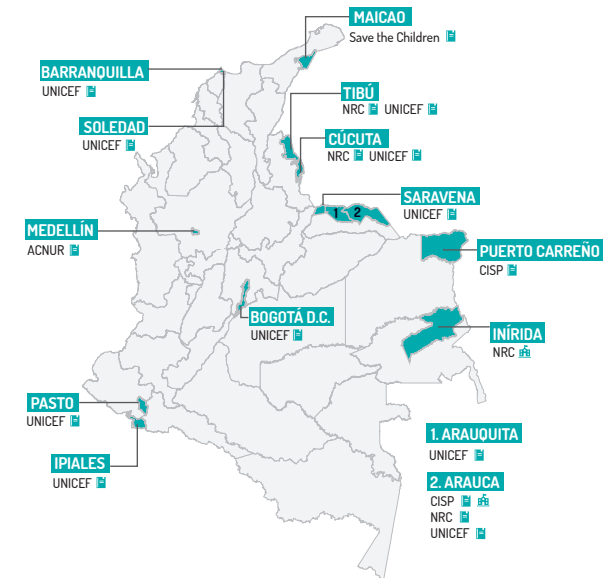 MAICAO
Save the Children
BARRANQUILLA
UNICEF
TIBÚ
NRC UNICEF
SOLEDAD
UNICEF
CÚCUTA
NRC UNICEF
SARAVENA
UNICEF
1 2
MEDELLÍN
ACNUR
PUERTO CARREÑO
CISP
BOGOTÁ D.C.
UNICEF
INÍRIDA
NRC
PASTO
UNICEF
IPIALES
UNICEF
1. ARAUQUITA
UNICEF
2. ARAUCA
CISP
NRC
UNICEF